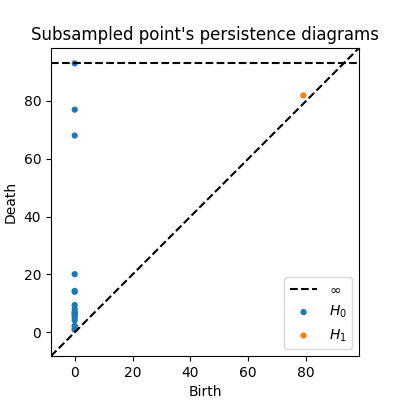 Subsampled point's persistence diagrams
Death
80
60
40
20
0
0 20 40 60 80
Birth
∞
H₀
H₁